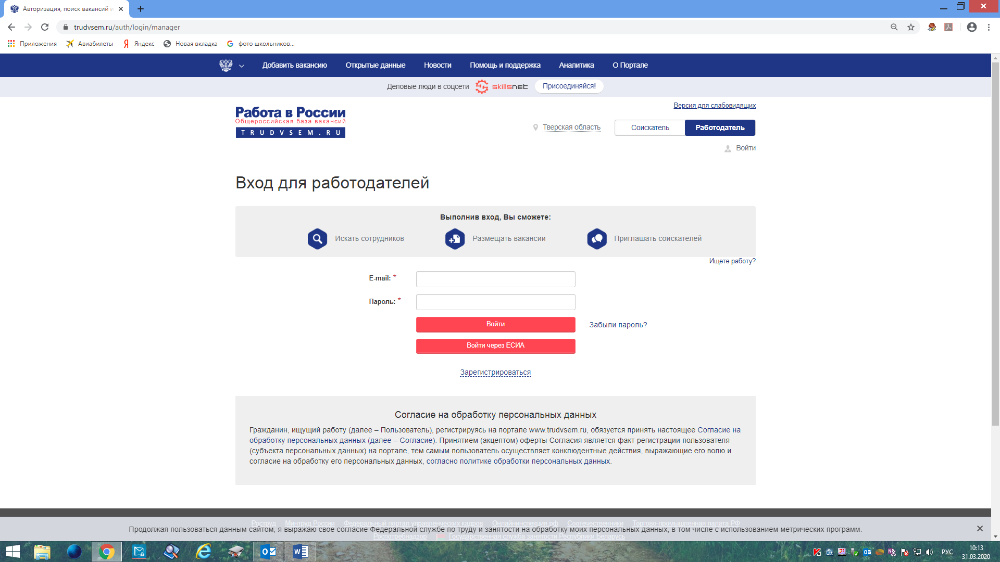 Авторизация, поиск вакансий и
trudvsem.ru/auth/login/manager
Приложения Авиабилеты Яндекс Новая вкладка фото школьников...
Добавить вакансию Открытые данные Новости Помощь и поддержка Аналитика О Портале
Деловые люди в соцсети skillsnet Присоединяйся!
Версия для слабовидящих
Работа в России
Общероссийская база вакансий
TRUDVSEM.RU
Тверская область Соискатель Работодатель
Войти
Вход для работодателей
Выполнив вход, Вы сможете:
Искать сотрудников Размещать вакансии Приглашать соискателей
Ищете работу?
E-mail: *
Пароль: *
Войти Забыли пароль?
Войти через ЕСИА
Зарегистрироваться
Согласие на обработку персональных данных
Гражданин, ищущий работу (далее – Пользователь), регистрируясь на портале www.trudvsem.ru, обязуется принять настоящее Согласие на
обработку персональных данных (далее – Согласие). Принятием (акцептом) оферты Согласия является факт регистрации пользователя
(субъекта персональных данных) на портале, тем самым пользователь осуществляет конклюдентные действия, выражающие его волю и
согласие на обработку его персональных данных, согласно политике обработки персональных данных.
Роструд Минтруд России Федеральный портал управленческих кадров Онлайнинспекция.рф Соотечественники Торгово-промышленная палата РФ
Продолжая пользоваться данным сайтом, я выражаю свое согласие Федеральной службе по труду и занятости на обработку моих персональных данных, в том числе с использованием метрических программ.
Роспотребнадзор Государственная служба занятости Республики Беларусь
РУС
10:13
31.03.2020